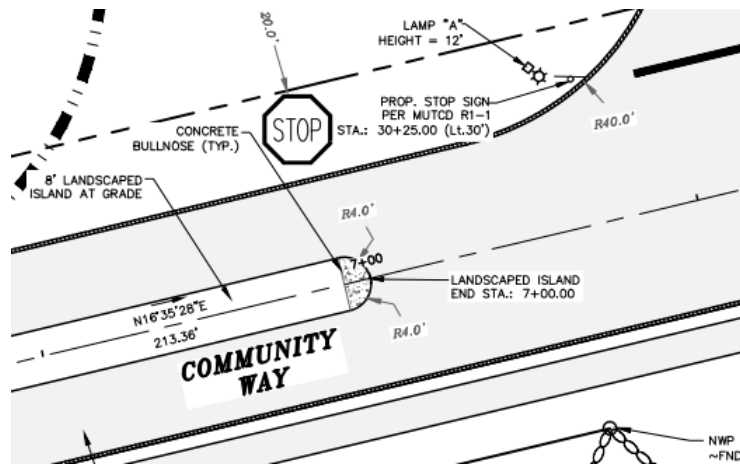 20.0'
LAMP "A"
HEIGHT = 12'
PROP. STOP SIGN
PER MUTCD R1-1
STA.: 30+25.00 (Lt.30')
STOP
R40.0'
CONCRETE
BULLNOSE (TYP.)
8' LANDSCAPED
ISLAND AT GRADE
R4.0'
7+00
LANDSCAPED ISLAND
END STA.: 7+00.00
N16°35'28"E
213.36'
R4.0'
COMMUNITY
WAY
NWP
~FND